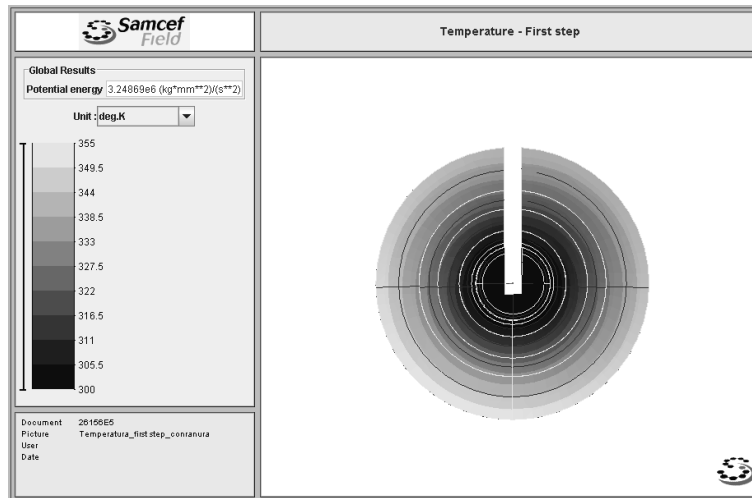 Samcef
Field
Temperature - First step
Global Results
Potential energy 3.24869e6 (kg*mm**2)/(s**2)
Unit : deg.K
355
349.5
344
338.5
333
327.5
322
316.5
311
305.5
300
Document 26156E5
Picture Temperatura_first step_conranura
User
Date